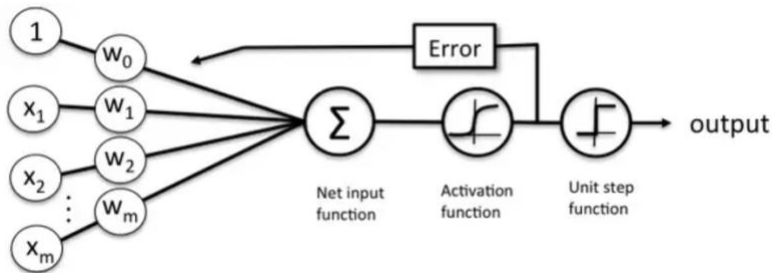 1
w₀
Error
x₁
w₁
Σ
output
x₂
w₂
⋮
wₘ
xₘ
Net input
function
Activation
function
Unit step
function